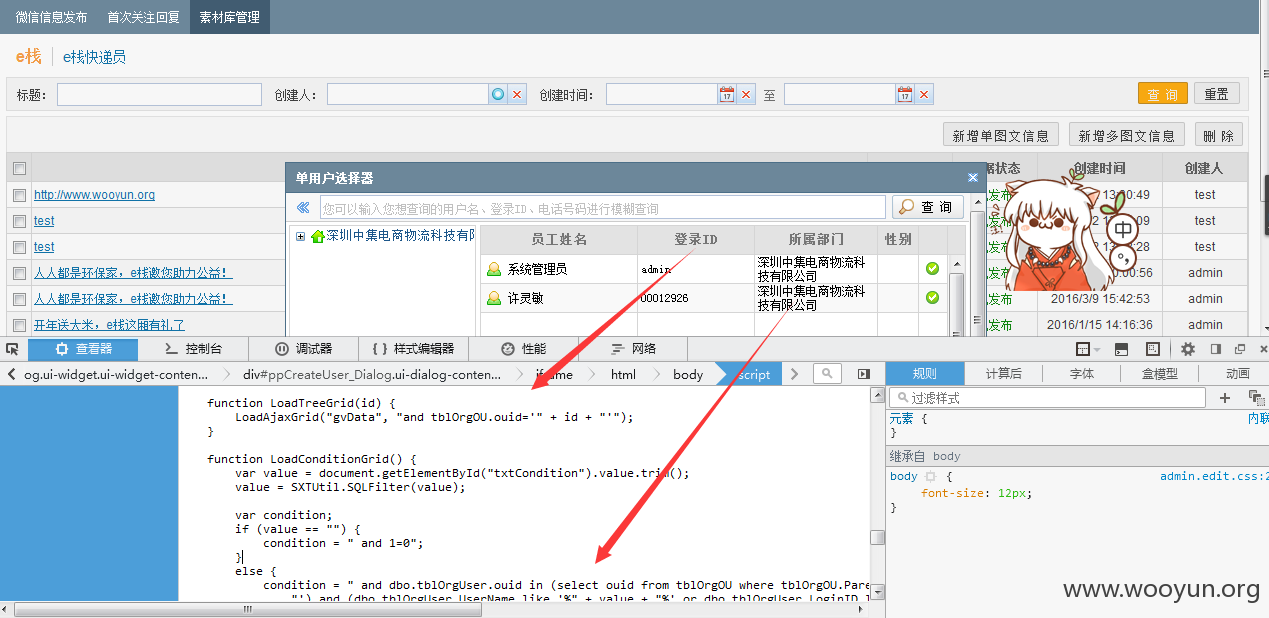 微信信息发布 首次关注回复 素材库管理
e栈 e栈快递员
标题： 创建人： 创建时间： 17 至 17 查 询 重置
新增单图文信息 新增多图文信息 删 除
状态 创建时间 创建人
http://www.wooyun.org test
test test
test test
人人都是环保家，e栈邀您助力公益！ 发布 admin
人人都是环保家，e栈邀您助力公益！ 发布 2016/3/9 15:42:53 admin
开年送大米，e栈这厢有礼了 发布 2016/1/15 14:16:36 admin
中
单用户选择器
您可以输入您想查询的用户名、登录ID、电话号码进行模糊查询 查 询
深圳中集电商物流科技有限
员工姓名 登录ID 所属部门 性别
系统管理员 admin 深圳中集电商物流科技有限公司
许灵敏 00012926 深圳中集电商物流科技有限公司
查看器 控制台 调试器 { } 样式编辑器 性能 网络
og.ui-widget.ui-widget-conten... div#ppCreateUser_Dialog.ui-dialog-conten... iframe html body script 规则 计算后 字体 盒模型 动画
function LoadTreeGrid(id) {
LoadAjaxGrid("gvData", "and tblOrgOU.ouid='" + id + "'");
}
function LoadConditionGrid() {
var value = document.getElementById("txtCondition").value.trim();
value = SXTUtil.SQLFilter(value);
var condition;
if (value == "") {
condition = " and 1=0";
}
else {
condition = " and dbo.tblOrgUser.ouid in (select ouid from tblOrgOU where tblOrgOU.Pare
"') and (dbo.tblOrgUser.UserName like '%" + value + "%' or dbo.tblOrgUser.LoginID l
过滤样式
元素 { 内联
}
继承自 body
body { admin.edit.css:2
font-size: 12px;
}
www.wooyun.org